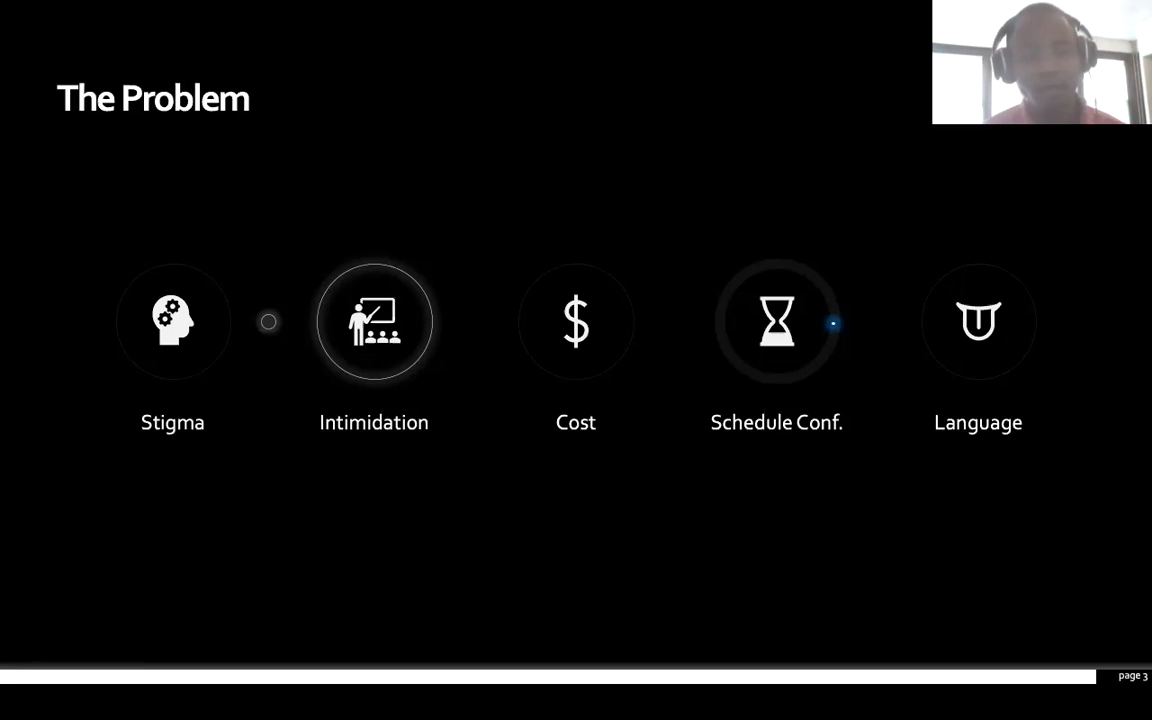 The Problem
Stigma
Intimidation
Cost
Schedule Conf.
Language
page 3